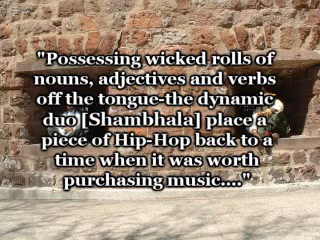 "Possessing wicked rolls of
nouns, adjectives and verbs
off the tongue-the dynamic
duo [Shambhala] place a
piece of Hip-Hop back to a
time when it was worth
purchasing music...."